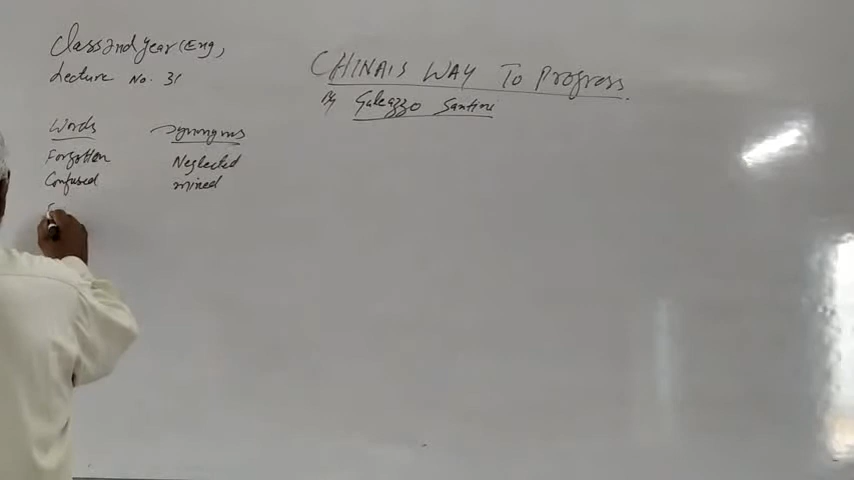 Class 2nd year (Eng)
Lecture No. 31
CHINA'S WAY To Progress
By Galeazzo Santini
Words Synonyms
Forgotten Neglected
Confused mixed